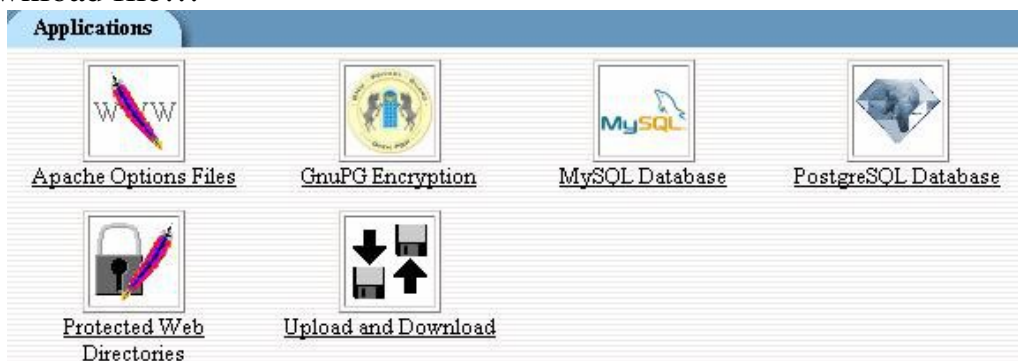 Applications
WWW
MySQL
Apache Options Files
GnuPG Encryption
MySQL Database
PostgreSQL Database
Protected Web
Directories
Upload and Download